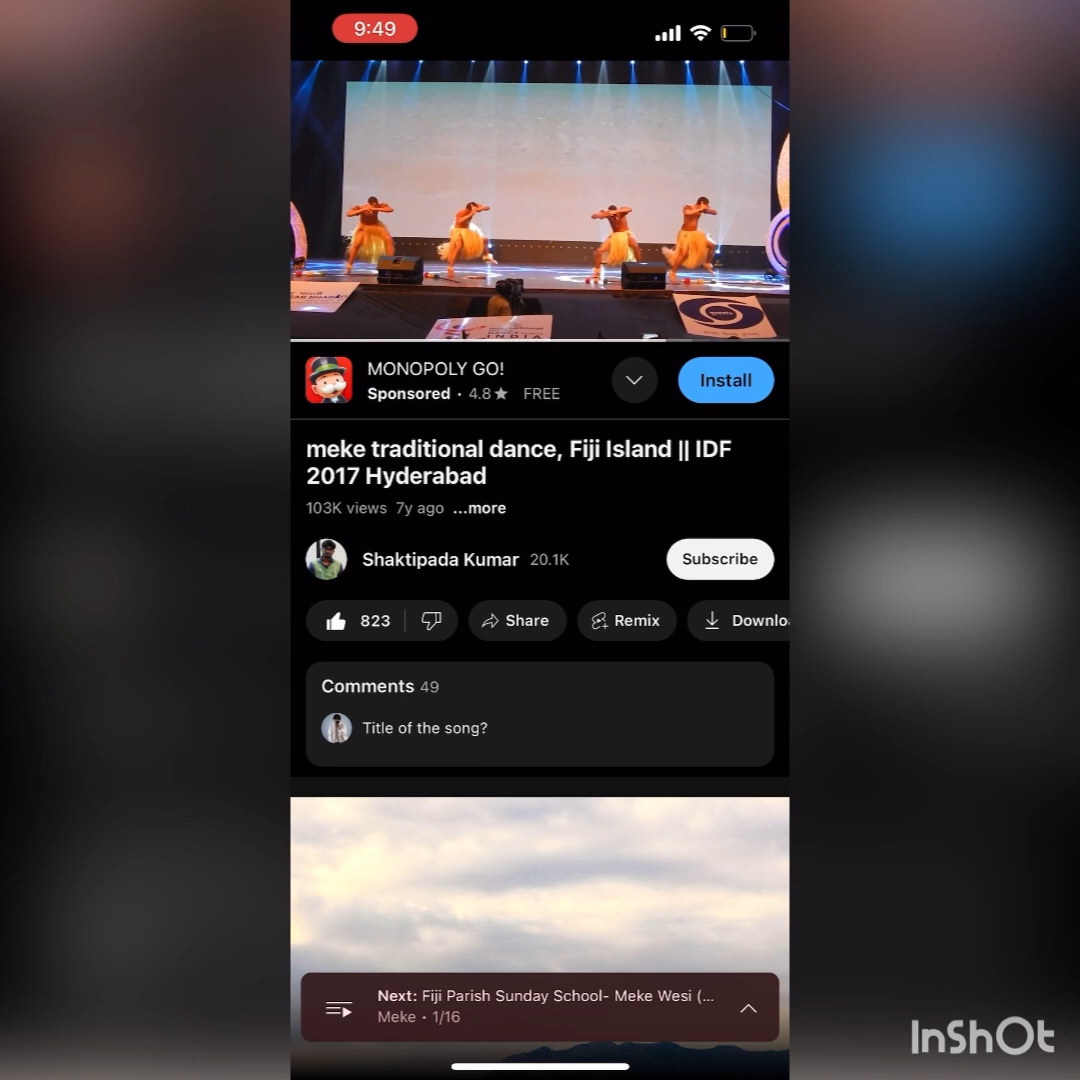 9:49
INDIA
MONOPOLY GO!
Sponsored · 4.8★ FREE
Install
meke traditional dance, Fiji Island || IDF
2017 Hyderabad
103K views 7y ago ...more
Shaktipada Kumar 20.1K
Subscribe
823
Share
Remix
Downlo
Comments 49
Title of the song?
Next: Fiji Parish Sunday School- Meke Wesi (...
Meke · 1/16
InShOt